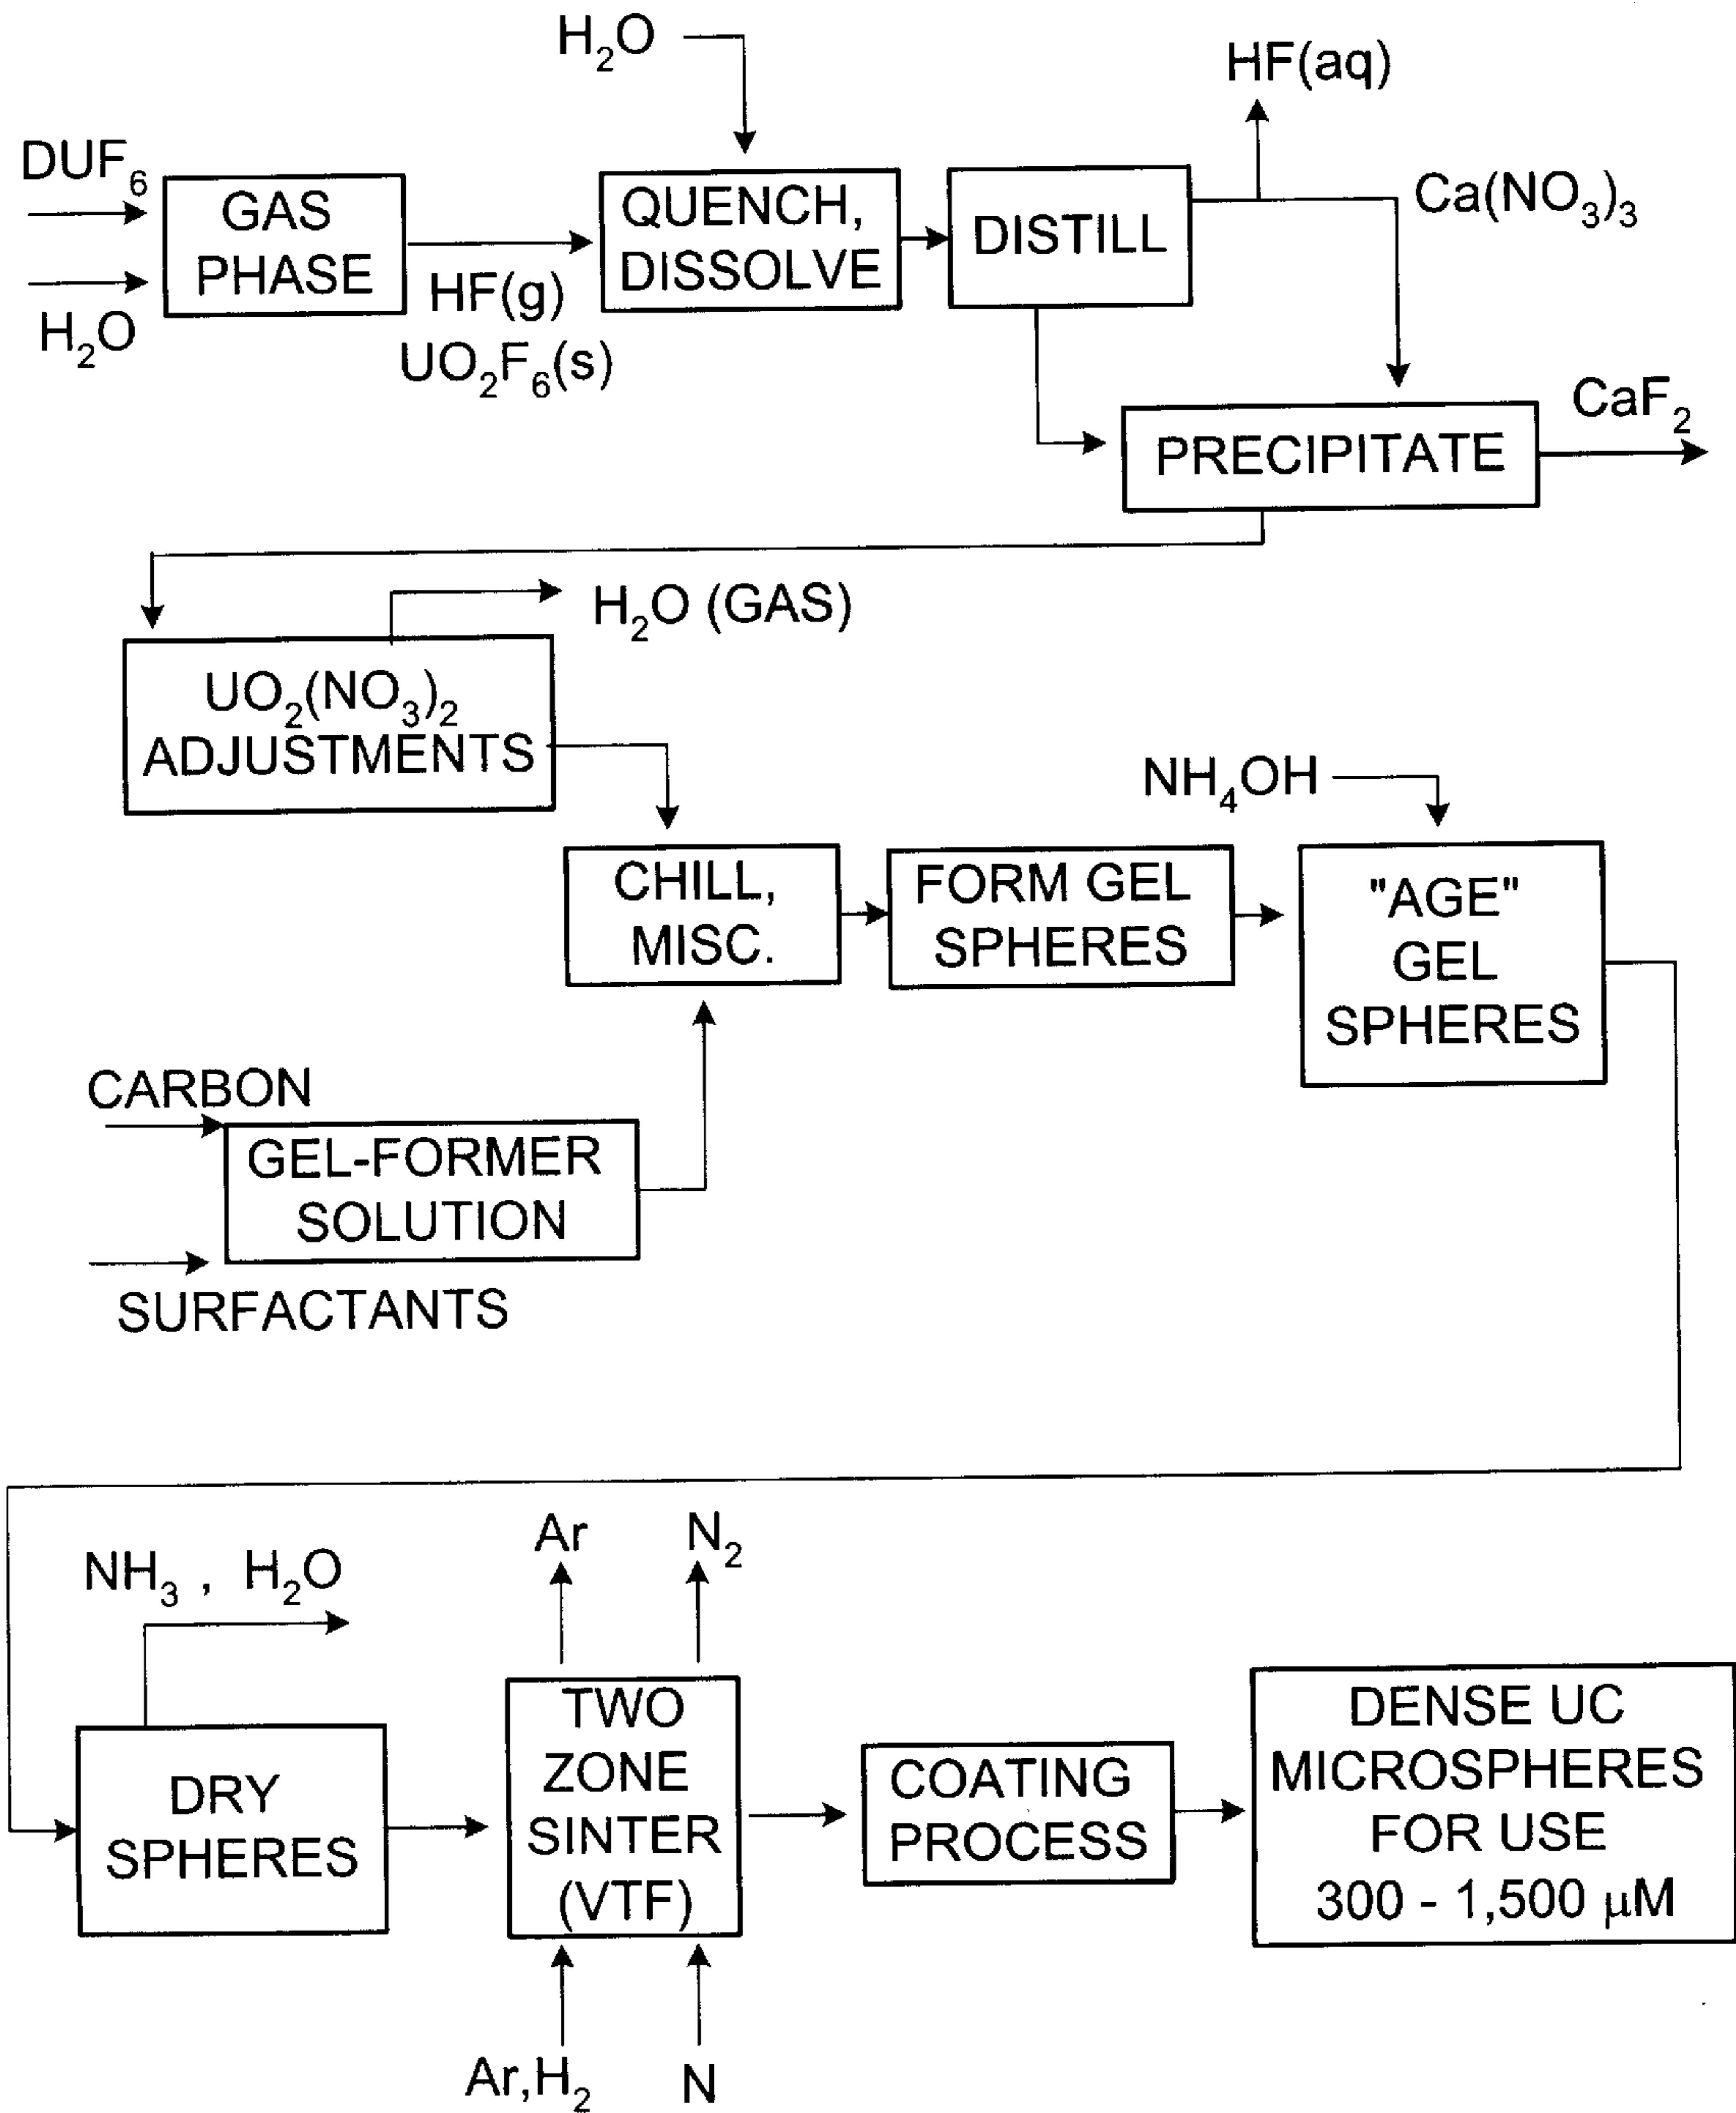 H₂O
HF(aq)
DUF₆
H₂O
GAS
PHASE
HF(g)
UO₂F₆(s)
QUENCH,
DISSOLVE
DISTILL
Ca(NO₃)₃
PRECIPITATE
CaF₂
H₂O (GAS)
UO₂(NO₃)₂
ADJUSTMENTS
NH₄OH
CHILL,
MISC.
FORM GEL
SPHERES
"AGE"
GEL
SPHERES
CARBON
GEL-FORMER
SOLUTION
SURFACTANTS
NH₃ , H₂O
Ar
N₂
DRY
SPHERES
TWO
ZONE
SINTER
(VTF)
Ar,H₂
N
COATING
PROCESS
DENSE UC
MICROSPHERES
FOR USE
300 - 1,500 μM